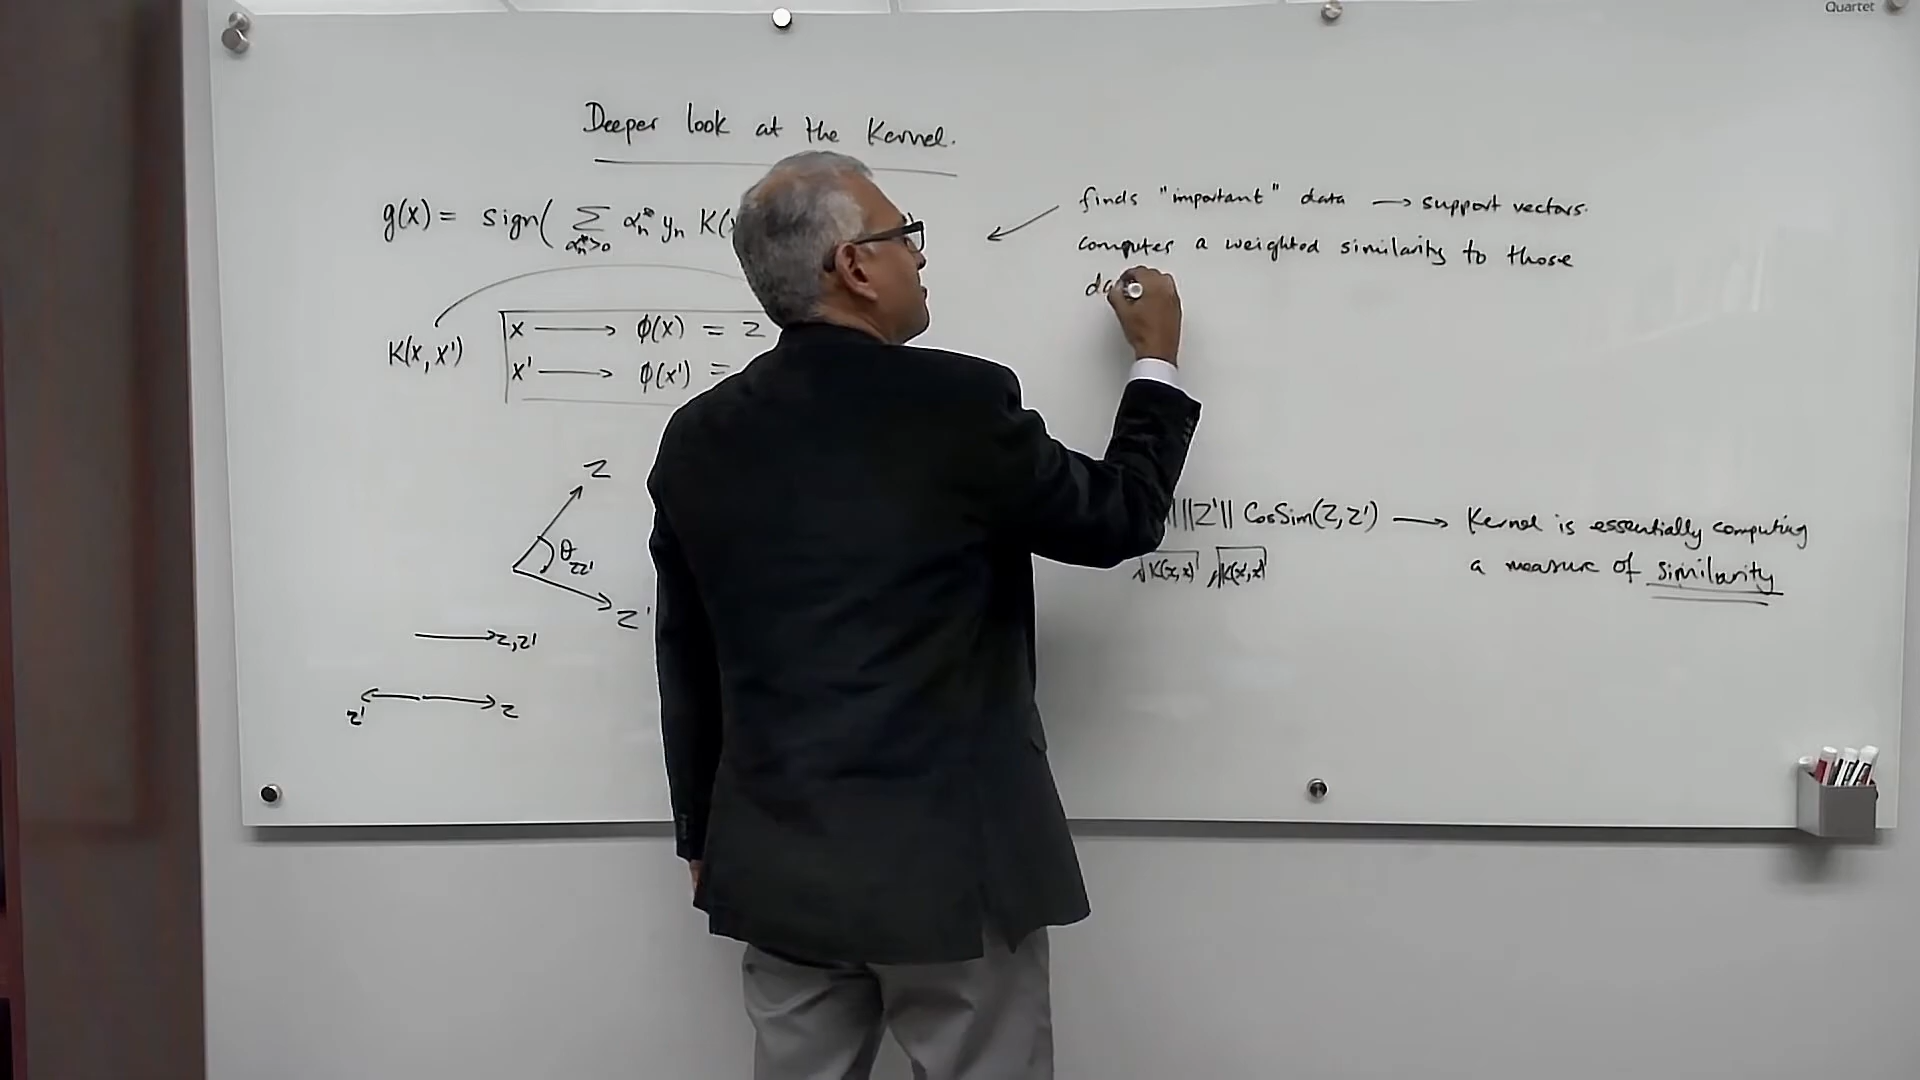 Quartet
Deeper look at the Kernel.
g(x) = sign( ∑ αn* yn K(x
αn*>0
finds "important" data → support vectors.
computes a weighted similarity to those
da
K(x, x')
x → ϕ(x) = z
x' → ϕ(x') =
z
θzz'
z'
z, z'
z' z
|| ||z'|| CosSim(z, z') → Kernel is essentially computing
√K(x,x) √K(x',x')
a measure of similarity